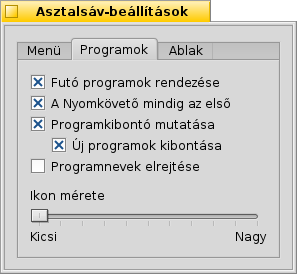 Asztalsáv-beállítások
Menü Programok Ablak
Futó programok rendezése
A Nyomkövető mindig az első
Programkibontó mutatása
Új programok kibontása
Programnevek elrejtése
Ikon mérete
Kicsi Nagy